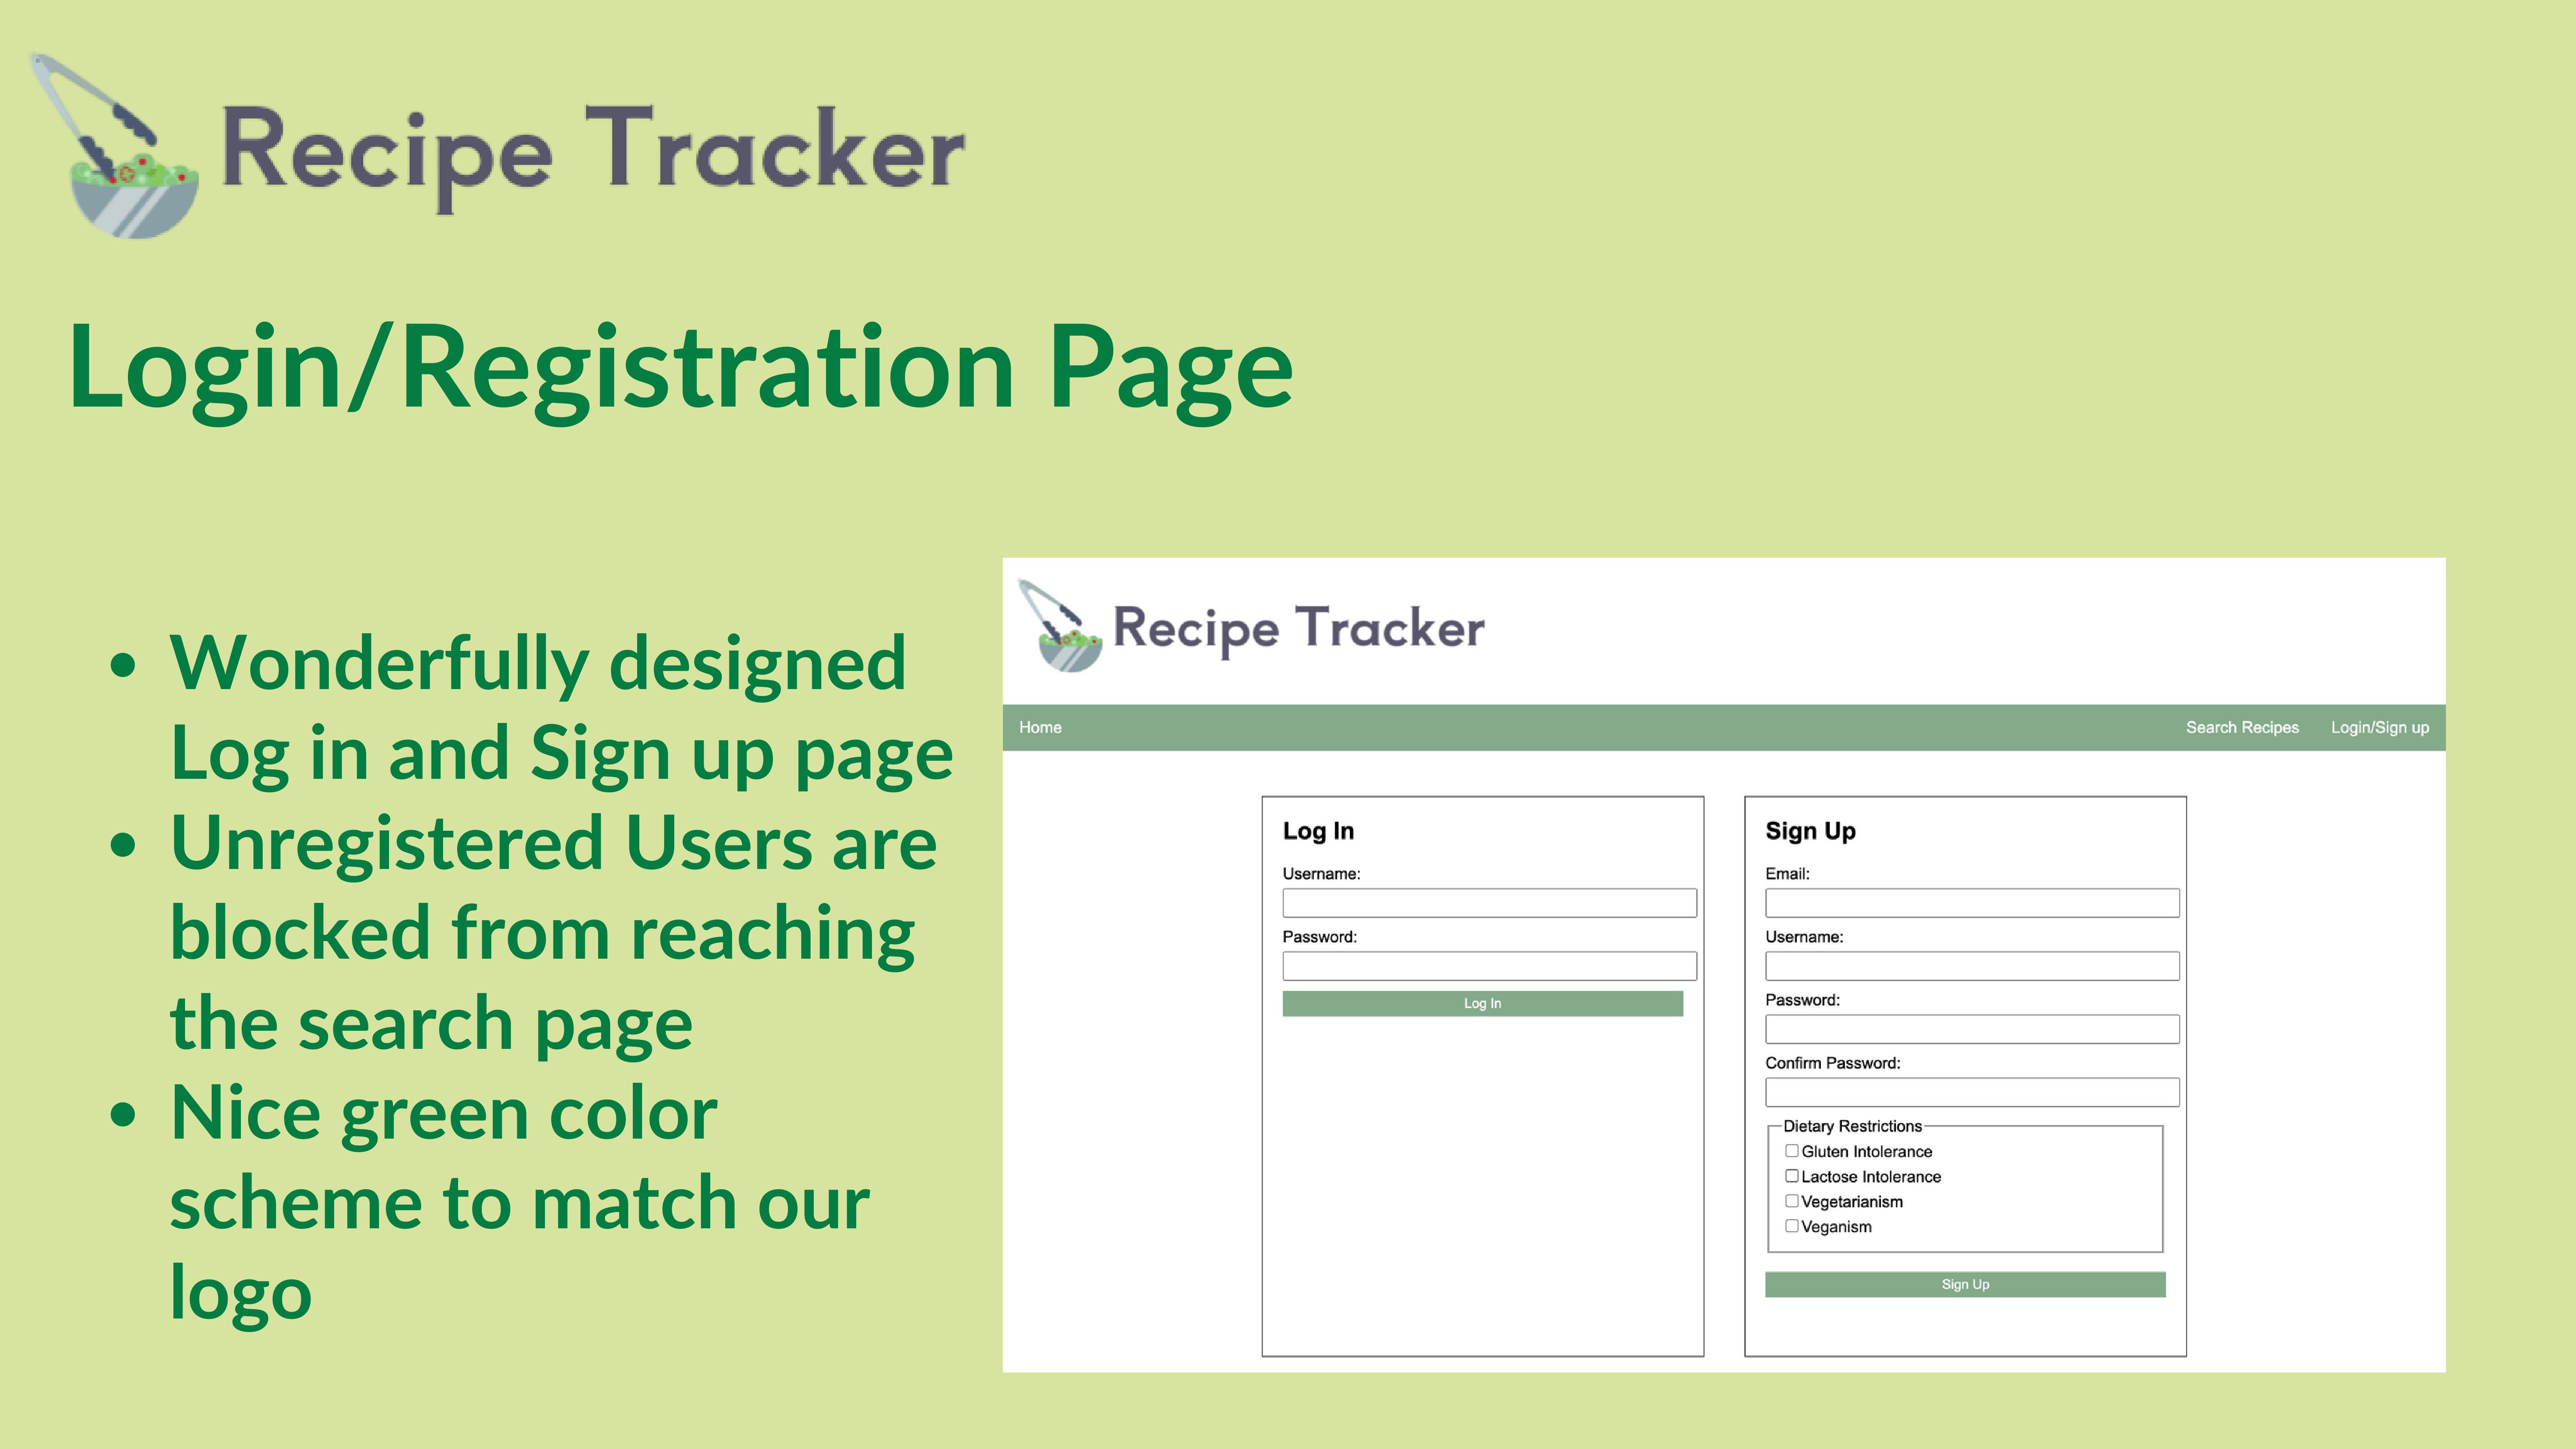 Recipe Tracker
Login/Registration Page
• Wonderfully designed
Log in and Sign up page
• Unregistered Users are
blocked from reaching
the search page
• Nice green color
scheme to match our
logo
Recipe Tracker
Home Search Recipes Login/Sign up
Log In
Username:
Password:
Log In
Sign Up
Email:
Username:
Password:
Confirm Password:
Dietary Restrictions
Gluten Intolerance
Lactose Intolerance
Vegetarianism
Veganism
Sign Up